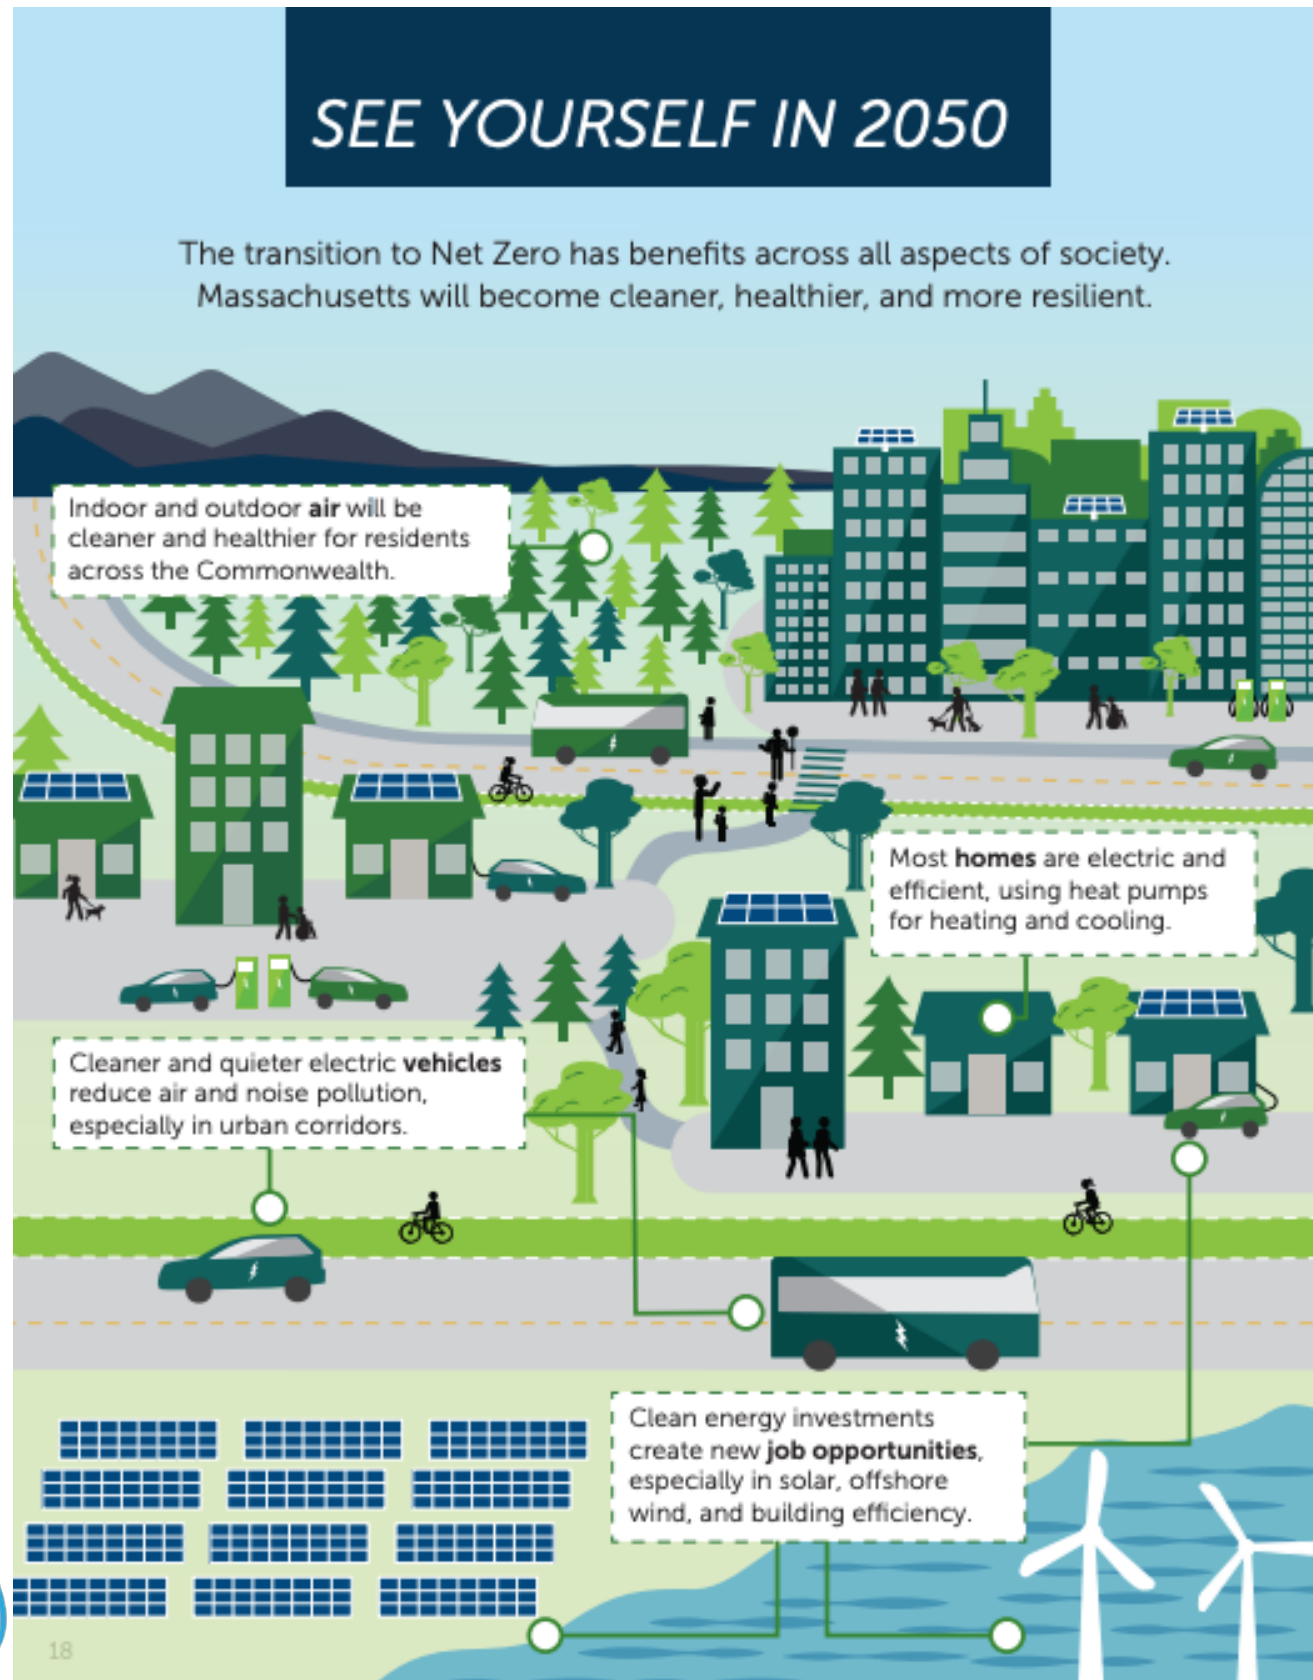 SEE YOURSELF IN 2050
The transition to Net Zero has benefits across all aspects of society.
Massachusetts will become cleaner, healthier, and more resilient.
Indoor and outdoor air will be
cleaner and healthier for residents
across the Commonwealth.
Most homes are electric and
efficient, using heat pumps
for heating and cooling.
Cleaner and quieter electric vehicles
reduce air and noise pollution,
especially in urban corridors.
Clean energy investments
create new job opportunities,
especially in solar, offshore
wind, and building efficiency.
18